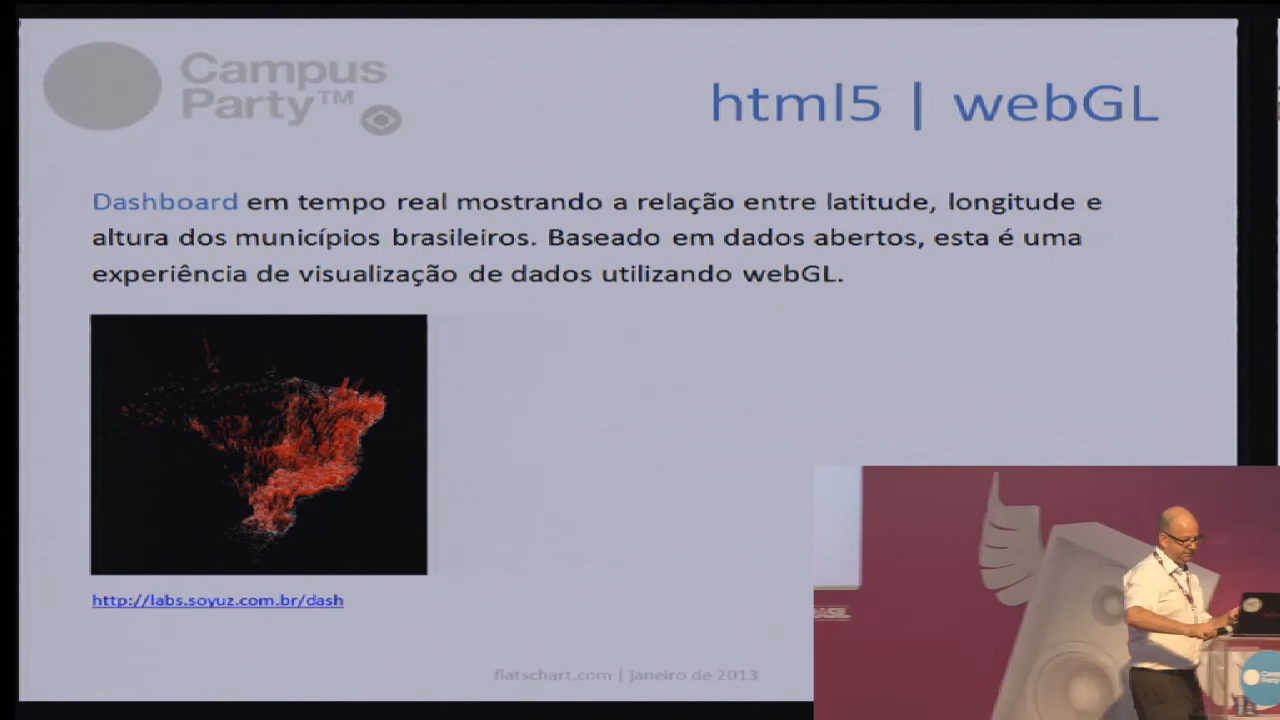 Campus
Party™
html5 | webGL
Dashboard em tempo real mostrando a relação entre latitude, longitude e
altura dos municípios brasileiros. Baseado em dados abertos, esta é uma
experiência de visualização de dados utilizando webGL.
http://labs.soyuz.com.br/dash
flatschart.com | janeiro de 2013
Campus
Party